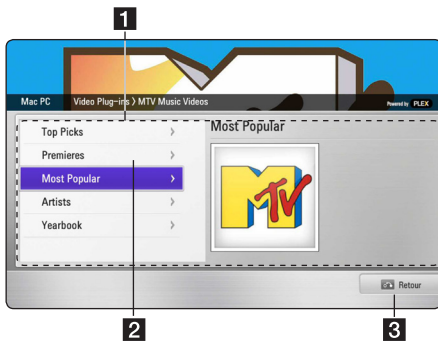 1
Mac PC Video Plug-ins > MTV Music Videos Powered by PLEX
Top Picks >
Most Popular
Premieres >
Most Popular >
Artists >
Yearbook >
MTV
Retour
2
3